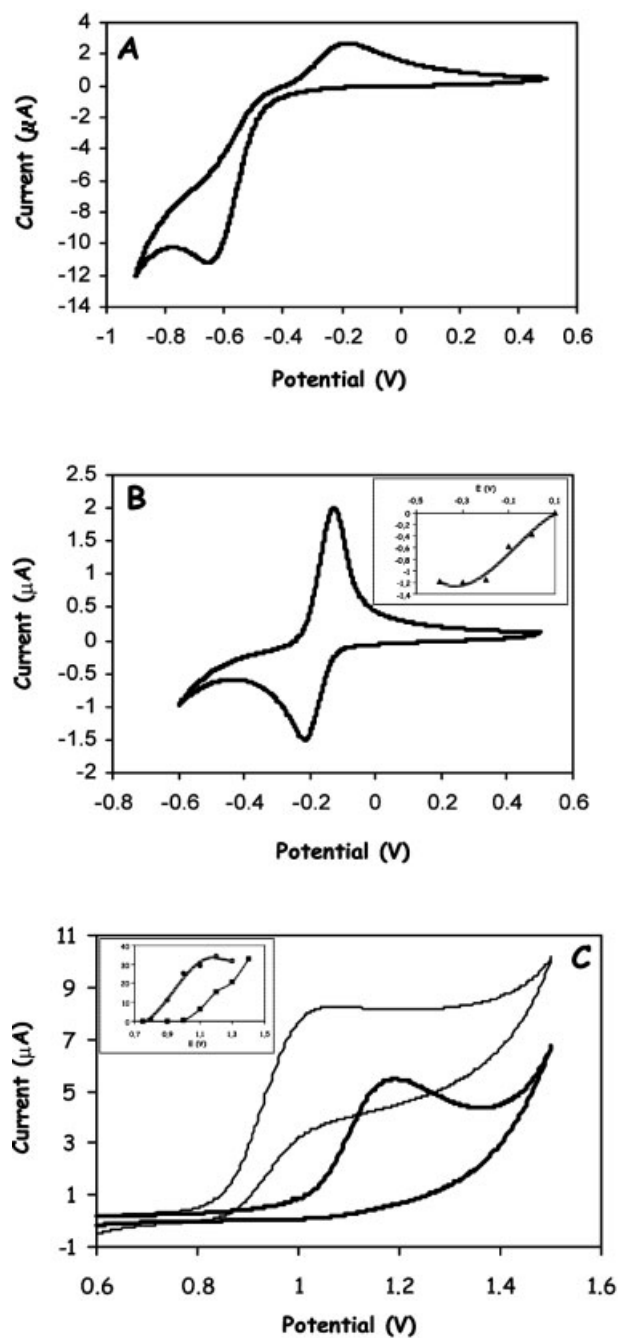 A
4
2
0
-2
-4
-6
-8
-10
-12
-14
Current (µA)
-1 -0.8 -0.6 -0.4 -0.2 0 0.2 0.4 0.6
Potential (V)
B
2.5
2
1.5
1
0.5
0
-0.5
-1
-1.5
-2
Current (µA)
E (V)
-0,5 -0,3 -0,1 0,1
0
-0,2
-0,4
-0,6
-0,8
-1
-1,2
-1,4
-0.8 -0.6 -0.4 -0.2 0 0.2 0.4 0.6
Potential (V)
C
11
9
7
5
3
1
-1
Current (µA)
40
30
20
10
0
0,7 0,9 1,1 1,3 1,5
E (V)
0.6 0.8 1 1.2 1.4 1.6
Potential (V)